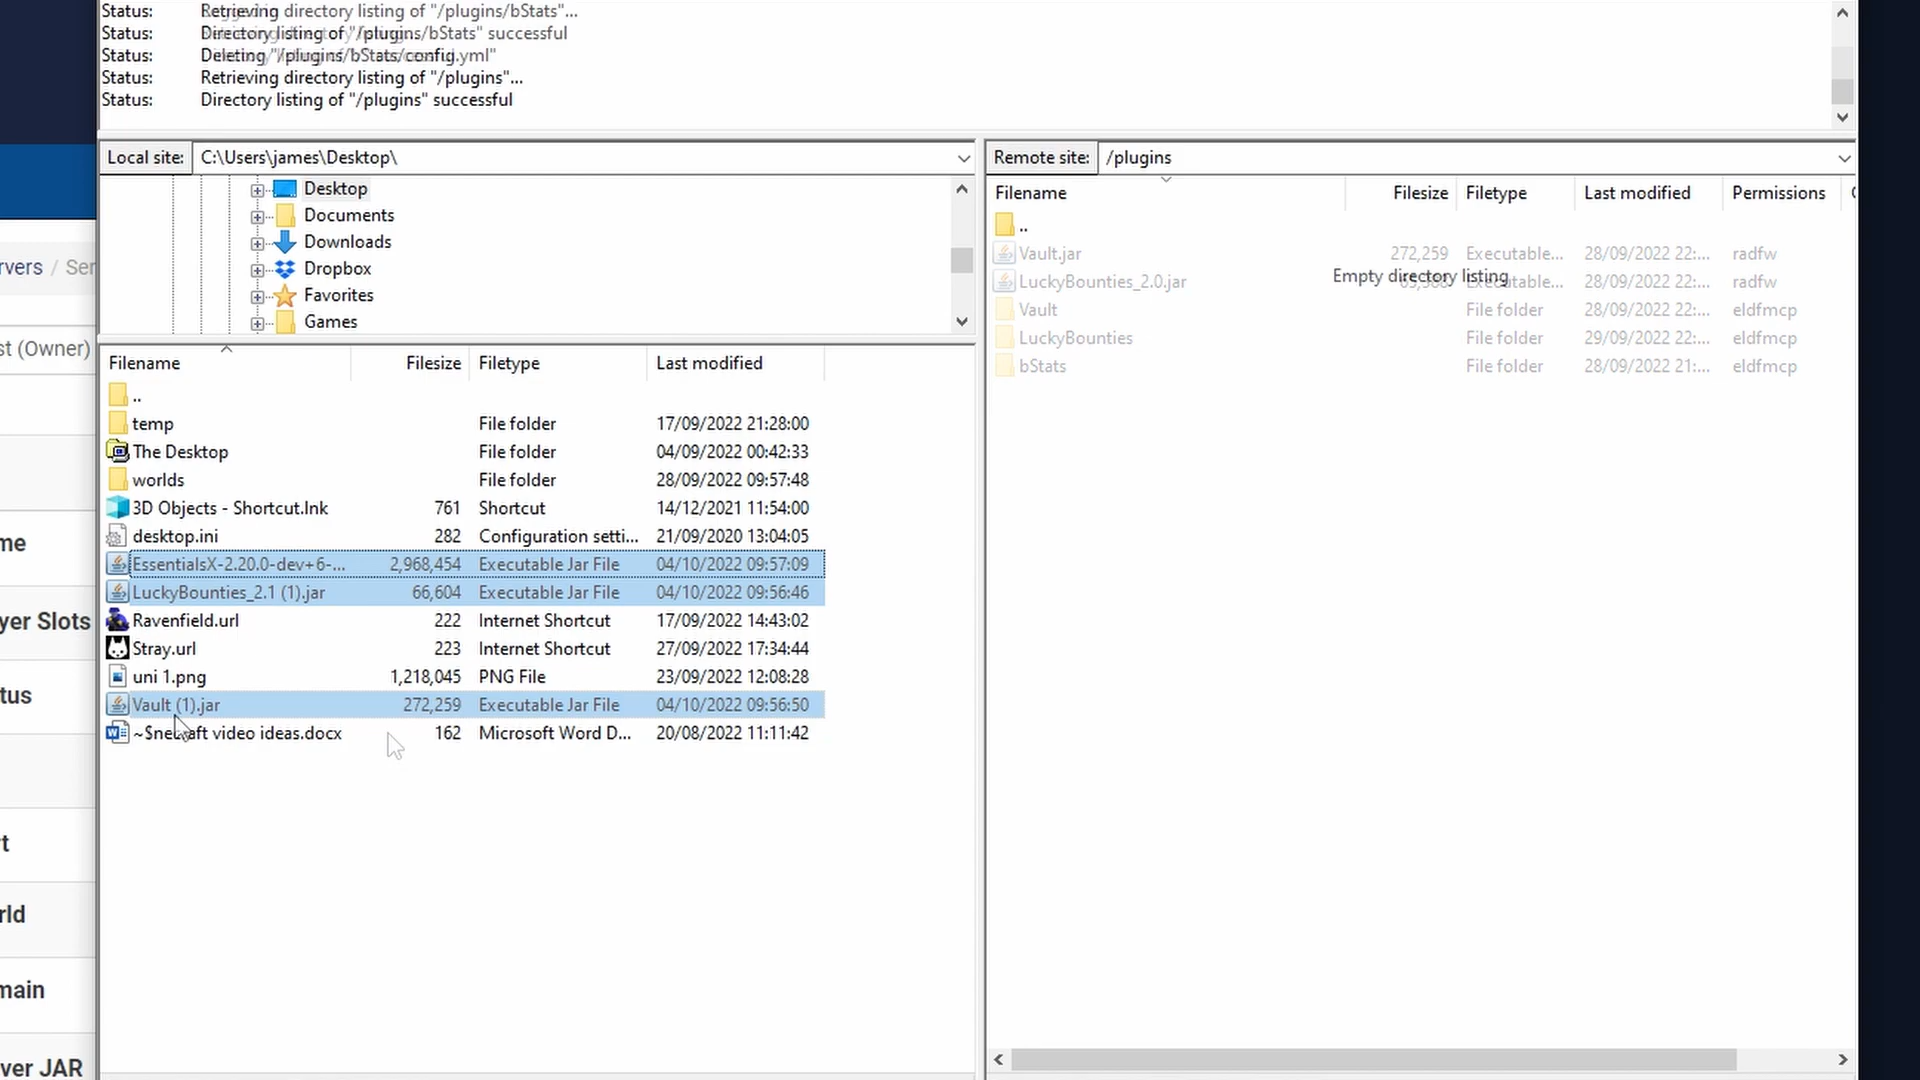 Status: Retrieving directory listing of "/plugins/bStats"...
Status: Directory listing of "/plugins/bStats" successful
Status: Deleting "/plugins/bStats/config.yml"
Status: Retrieving directory listing of "/plugins"...
Status: Directory listing of "/plugins" successful
Local site: C:\Users\james\Desktop\
Desktop
Documents
Downloads
Dropbox
Favorites
Games
Filename Filesize Filetype Last modified
..
temp File folder 17/09/2022 21:28:00
The Desktop File folder 04/09/2022 00:42:33
worlds File folder 28/09/2022 09:57:48
3D Objects - Shortcut.lnk 761 Shortcut 14/12/2021 11:54:00
desktop.ini 282 Configuration setti... 21/09/2020 13:04:05
EssentialsX-2.20.0-dev+6-... 2,968,454 Executable Jar File 04/10/2022 09:57:09
LuckyBounties_2.1 (1).jar 66,604 Executable Jar File 04/10/2022 09:56:46
Ravenfield.url 222 Internet Shortcut 17/09/2022 14:43:02
Stray.url 223 Internet Shortcut 27/09/2022 17:34:44
uni 1.png 1,218,045 PNG File 23/09/2022 12:08:28
Vault (1).jar 272,259 Executable Jar File 04/10/2022 09:56:50
~$necraft video ideas.docx 162 Microsoft Word D... 20/08/2022 11:11:42
Remote site: /plugins
Filename Filesize Filetype Last modified Permissions
..
Vault.jar 272,259 Executable... 28/09/2022 22:... radfw
Empty directory listing
LuckyBounties_2.0.jar Executable... 28/09/2022 22:... radfw
Vault File folder 28/09/2022 22:... eldfmcp
LuckyBounties File folder 29/09/2022 22:... eldfmcp
bStats File folder 28/09/2022 21:... eldfmcp
rvers / Ser
st (Owner)
me
yer Slots
tus
rt
rld
main
ver JAR